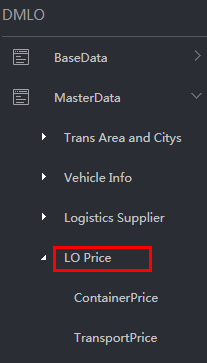 DMLO
BaseData
MasterData
Trans Area and Citys
Vehicle Info
Logistics Supplier
LO Price
ContainerPrice
TransportPrice